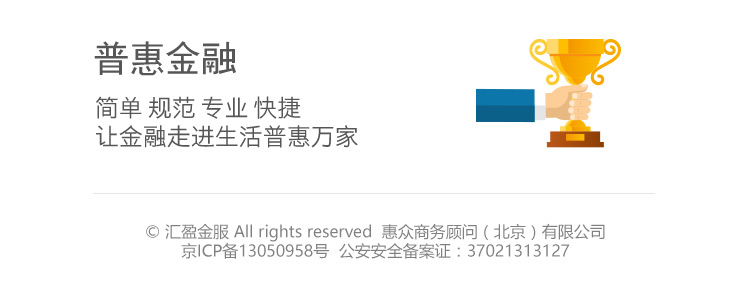 普惠金融
简单 规范 专业 快捷
让金融走进生活普惠万家
© 汇盈金服 All rights reserved 惠众商务顾问（北京）有限公司
京ICP备13050958号 公安安全备案证：37021313127